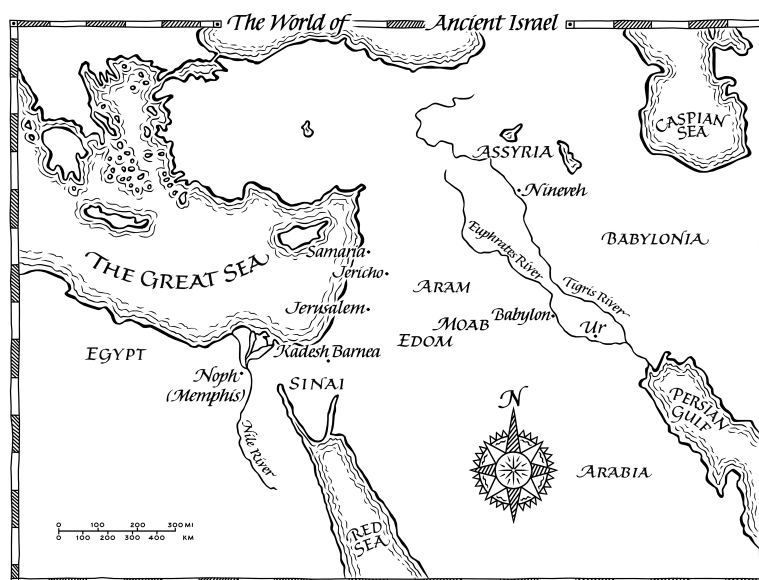 The World of Ancient Israel
CASPIAN
SEA
ASSYRIA
Nineveh
BABYLONIA
Euphrates River
Tigris River
THE GREAT SEA
Samaria
Jericho
ARAM
Jerusalem
MOAB
Babylon
Ur
EDOM
EGYPT
Kadesh Barnea
Noph
(Memphis)
SINAI
N
PERSIAN
GULF
Nile River
ARABIA
RED
SEA
0 100 200 300 MI
0 100 200 300 400 KM